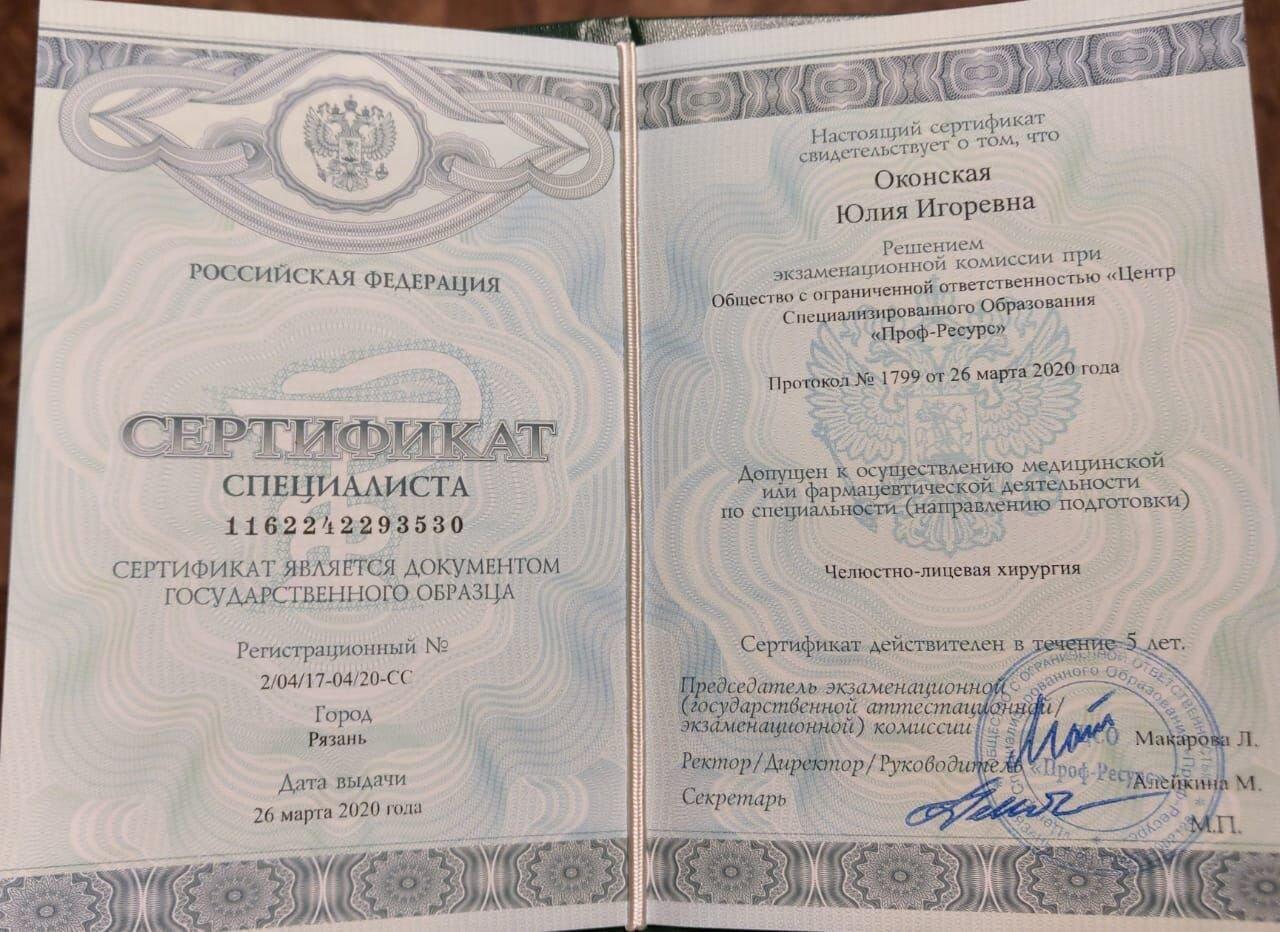 РОССИЙСКАЯ ФЕДЕРАЦИЯ
СЕРТИФИКАТ
СПЕЦИАЛИСТА
1162242293530
СЕРТИФИКАТ ЯВЛЯЕТСЯ ДОКУМЕНТОМ
ГОСУДАРСТВЕННОГО ОБРАЗЦА
Регистрационный №
2/04/17-04/20-СС
Город
Рязань
Дата выдачи
26 марта 2020 года
Настоящий сертификат
свидетельствует о том, что
Оконская
Юлия Игоревна
Решением
экзаменационной комиссии при
Общество с ограниченной ответственностью «Центр
Специализированного Образования
«Проф-Ресурс»
Протокол № 1799 от 26 марта 2020 года
Допущен к осуществлению медицинской
или фармацевтической деятельности
по специальности (направлению подготовки)
Челюстно-лицевая хирургия
Сертификат действителен в течение 5 лет.
Председатель экзаменационной
(государственной аттестационной/
экзаменационной) комиссии
Макарова Л.
Ректор/Директор/Руководитель
Алейкина М.
Секретарь
М.П.
«Проф-Ресурс»